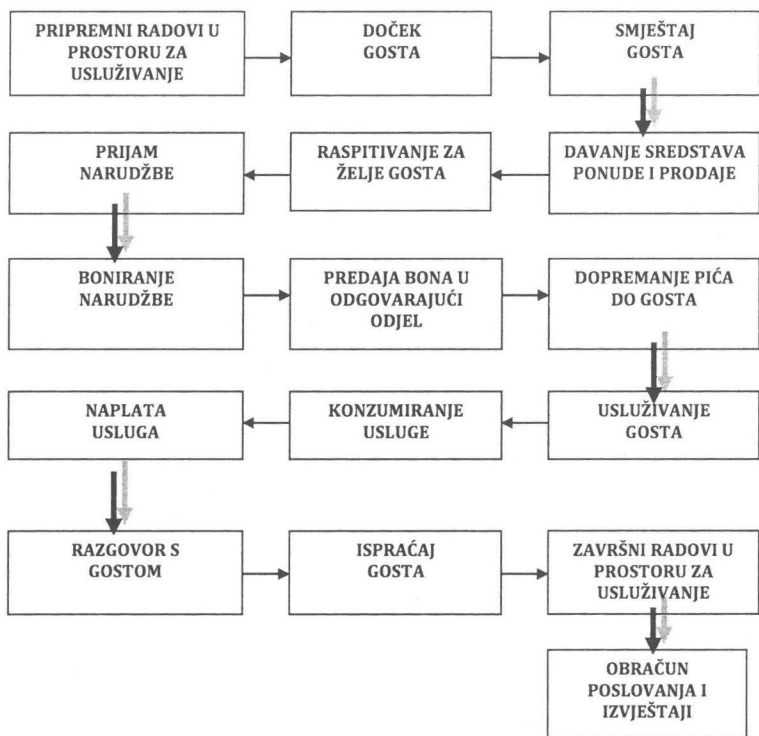 PRIPREMNI RADOVI U
PROSTORU ZA
USLUŽIVANJE
DOČEK
GOSTA
SMJEŠTAJ
GOSTA
DAVANJE SREDSTAVA
PONUDE I PRODAJE
RASPITIVANJE ZA
ŽELJE GOSTA
PRIJAM
NARUDŽBE
BONIRANJE
NARUDŽBE
PREDAJA BONA U
ODGOVARAJUĆI
ODJEL
DOPREMANJE PIĆA
DO GOSTA
USLUŽIVANJE
GOSTA
KONZUMIRANJE
USLUGE
NAPLATA
USLUGA
RAZGOVOR S
GOSTOM
ISPRAĆAJ
GOSTA
ZAVRŠNI RADOVI U
PROSTORU ZA
USLUŽIVANJE
OBRAČUN
POSLOVANJA I
IZVJEŠTAJI